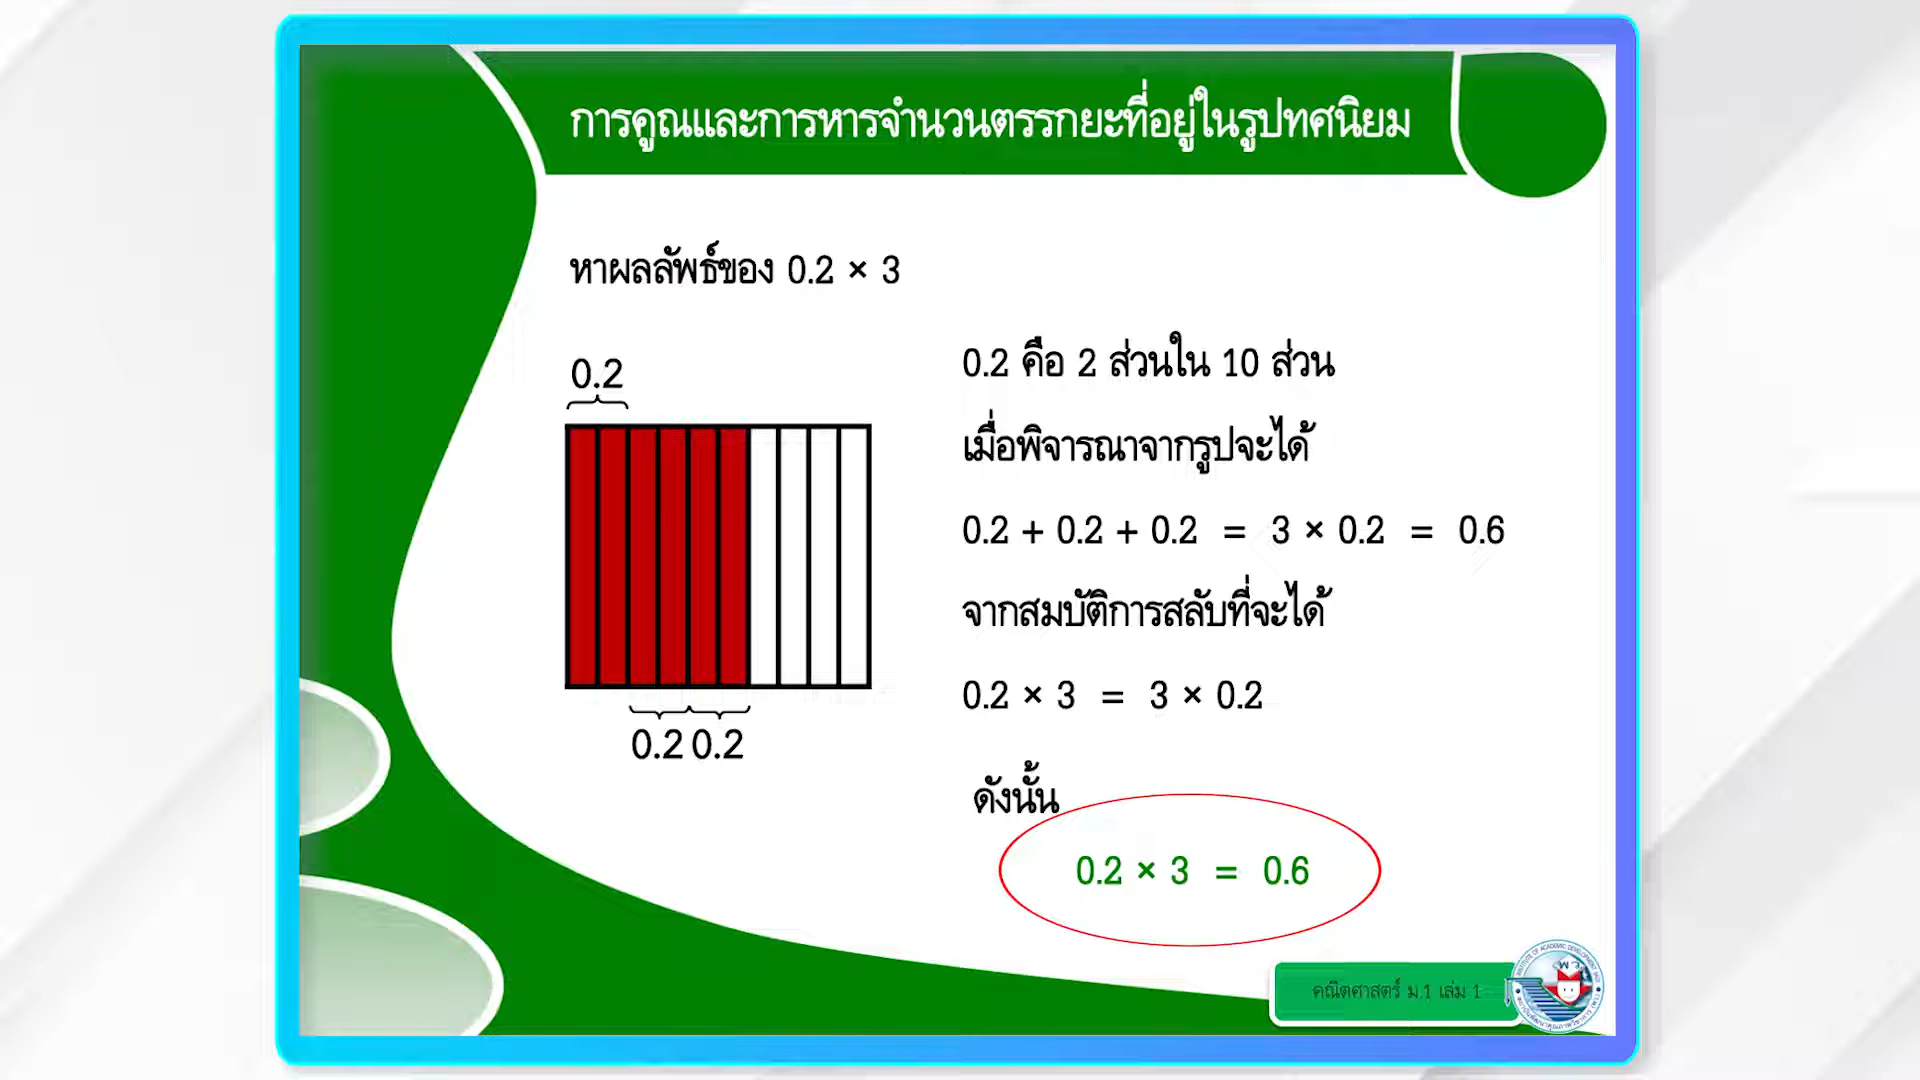 การคูณและการหารจำนวนตรรกยะที่อยู่ในรูปทศนิยม
หาผลลัพธ์ของ 0.2 × 3
0.2
0.2 0.2
0.2 คือ 2 ส่วนใน 10 ส่วน
เมื่อพิจารณาจากรูปจะได้
0.2 + 0.2 + 0.2 = 3 × 0.2 = 0.6
จากสมบัติการสลับที่จะได้
0.2 × 3 = 3 × 0.2
ดังนั้น
0.2 × 3 = 0.6
คณิตศาสตร์ ม.1 เล่ม 1
พว